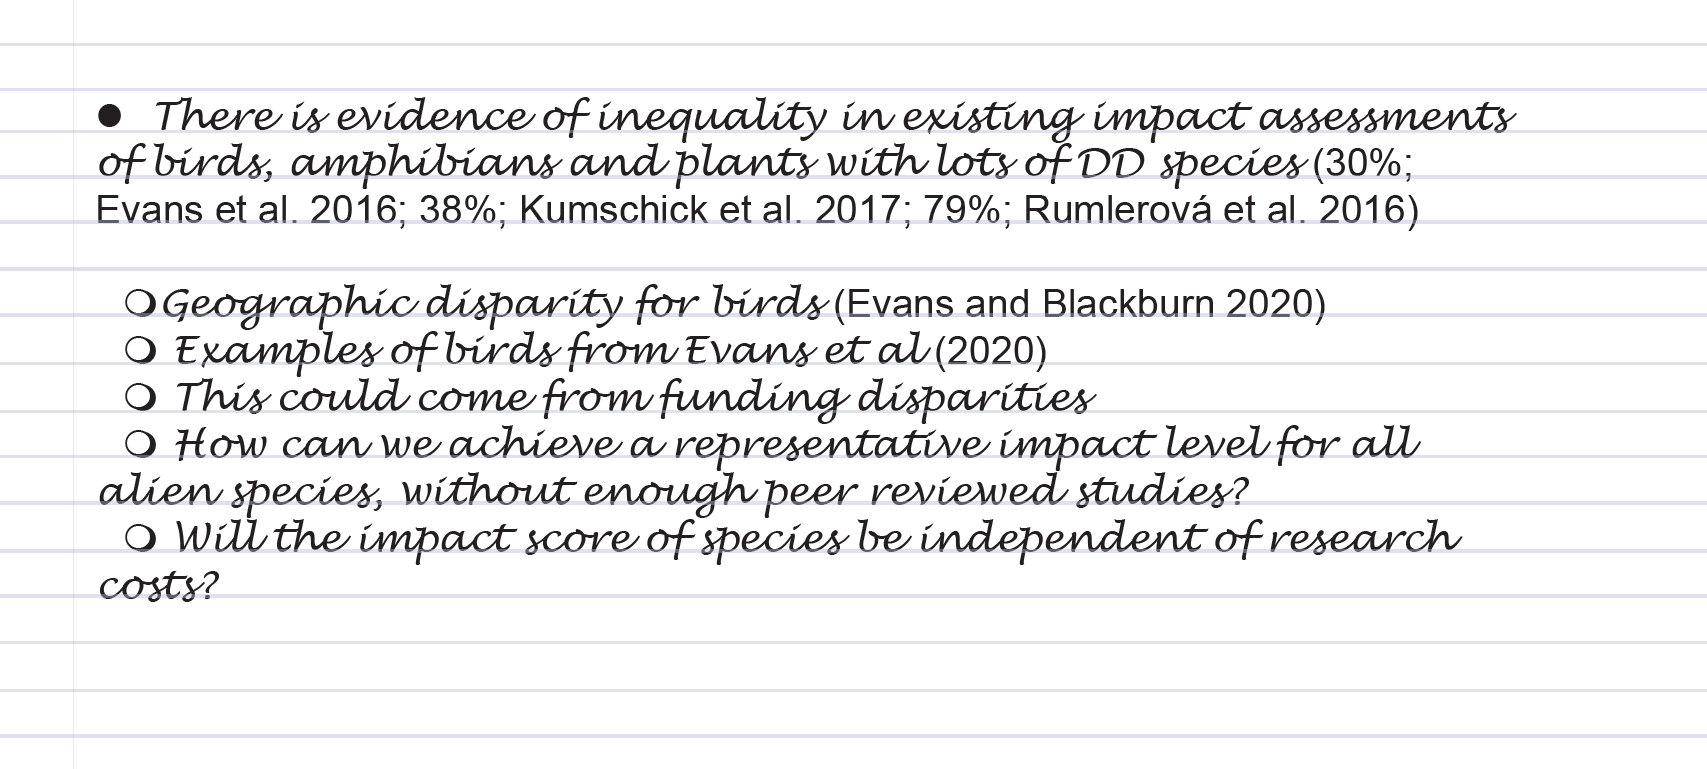 ● There is evidence of inequality in existing impact assessments
of birds, amphibians and plants with lots of DD species (30%;
Evans et al. 2016; 38%; Kumschick et al. 2017; 79%; Rumlerová et al. 2016)
❍ Geographic disparity for birds (Evans and Blackburn 2020)
❍ Examples of birds from Evans et al (2020)
❍ This could come from funding disparities
❍ How can we achieve a representative impact level for all
alien species, without enough peer reviewed studies?
❍ Will the impact score of species be independent of research
costs?